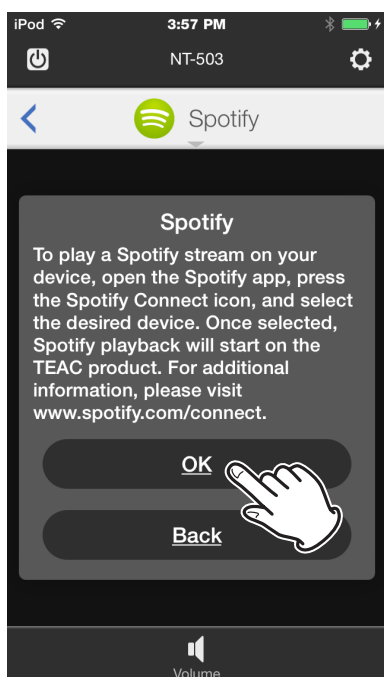 iPod 3:57 PM
NT-503
Spotify
Spotify
To play a Spotify stream on your
device, open the Spotify app, press
the Spotify Connect icon, and select
the desired device. Once selected,
Spotify playback will start on the
TEAC product. For additional
information, please visit
www.spotify.com/connect.
OK
Back
Volume